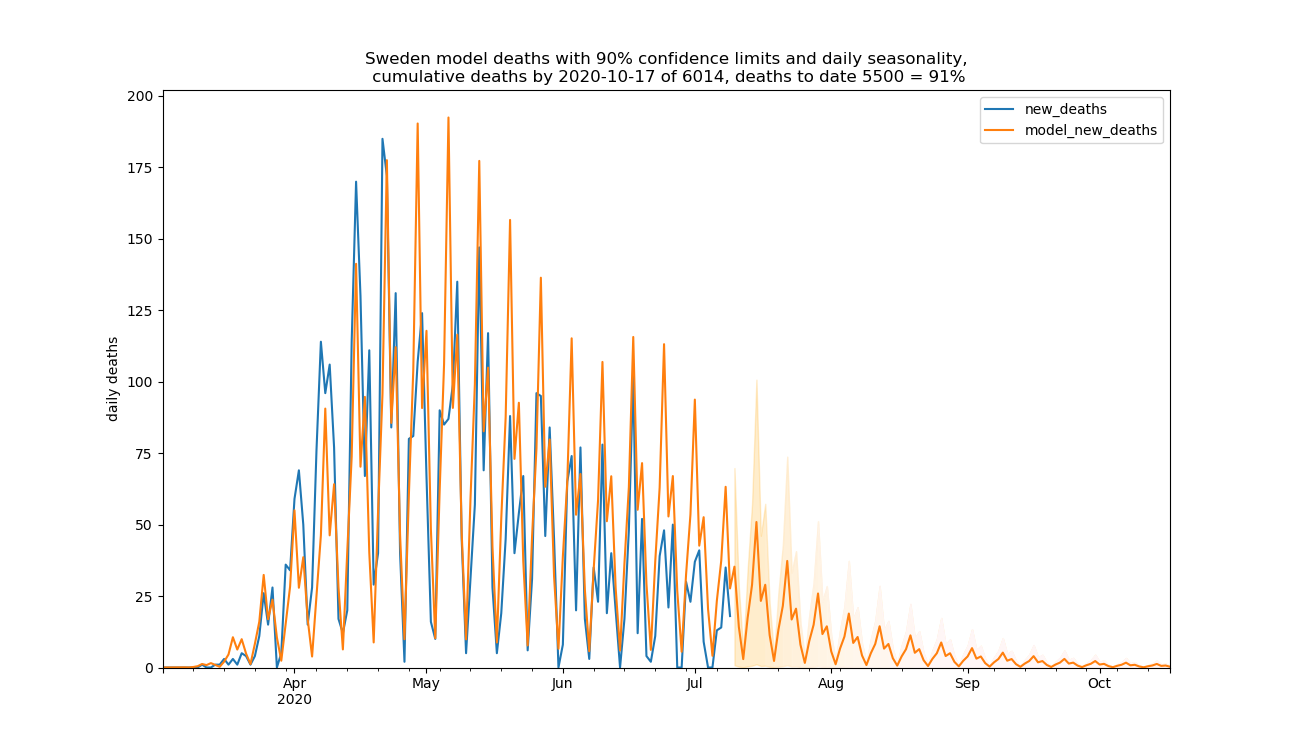 Sweden model deaths with 90% confidence limits and daily seasonality,
cumulative deaths by 2020-10-17 of 6014, deaths to date 5500 = 91%
new_deaths
model_new_deaths
daily deaths
200
175
150
125
100
75
50
25
0
Apr
2020
May
Jun
Jul
Aug
Sep
Oct